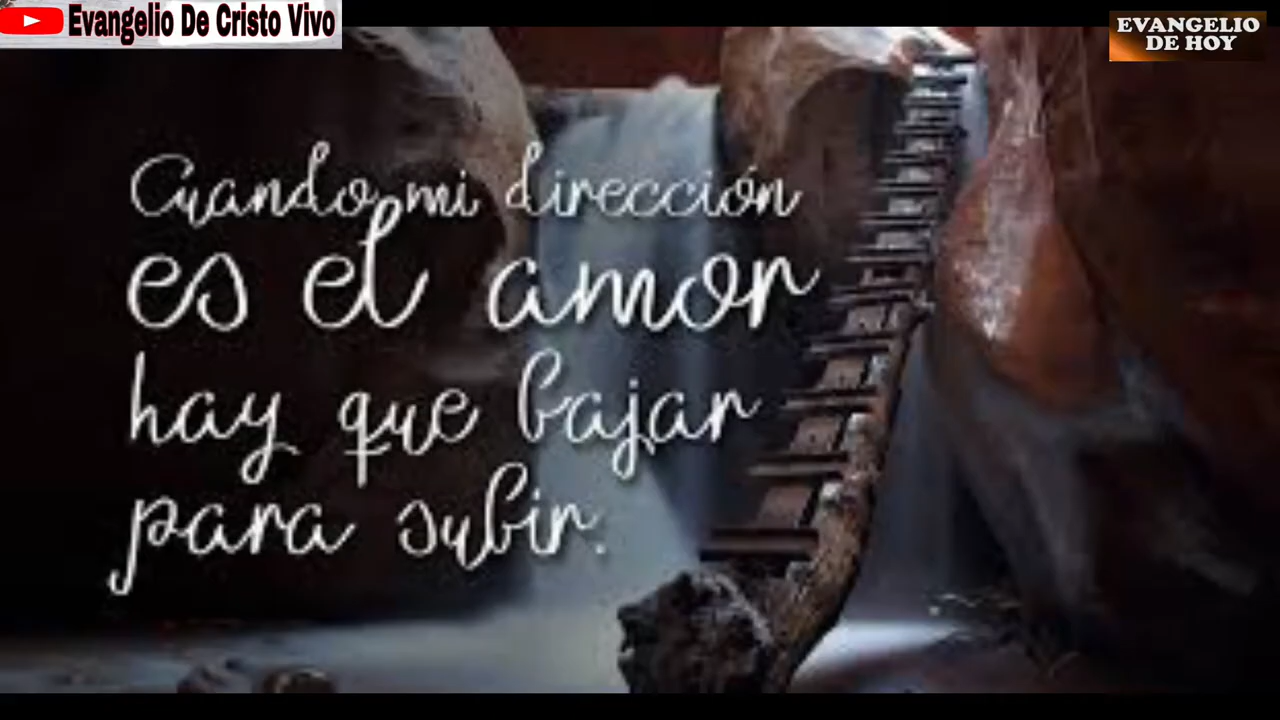 Evangelio De Cristo Vivo
EVANGELIO
DE HOY
Cuando mi dirección
es el amor
hay que bajar
para subir.